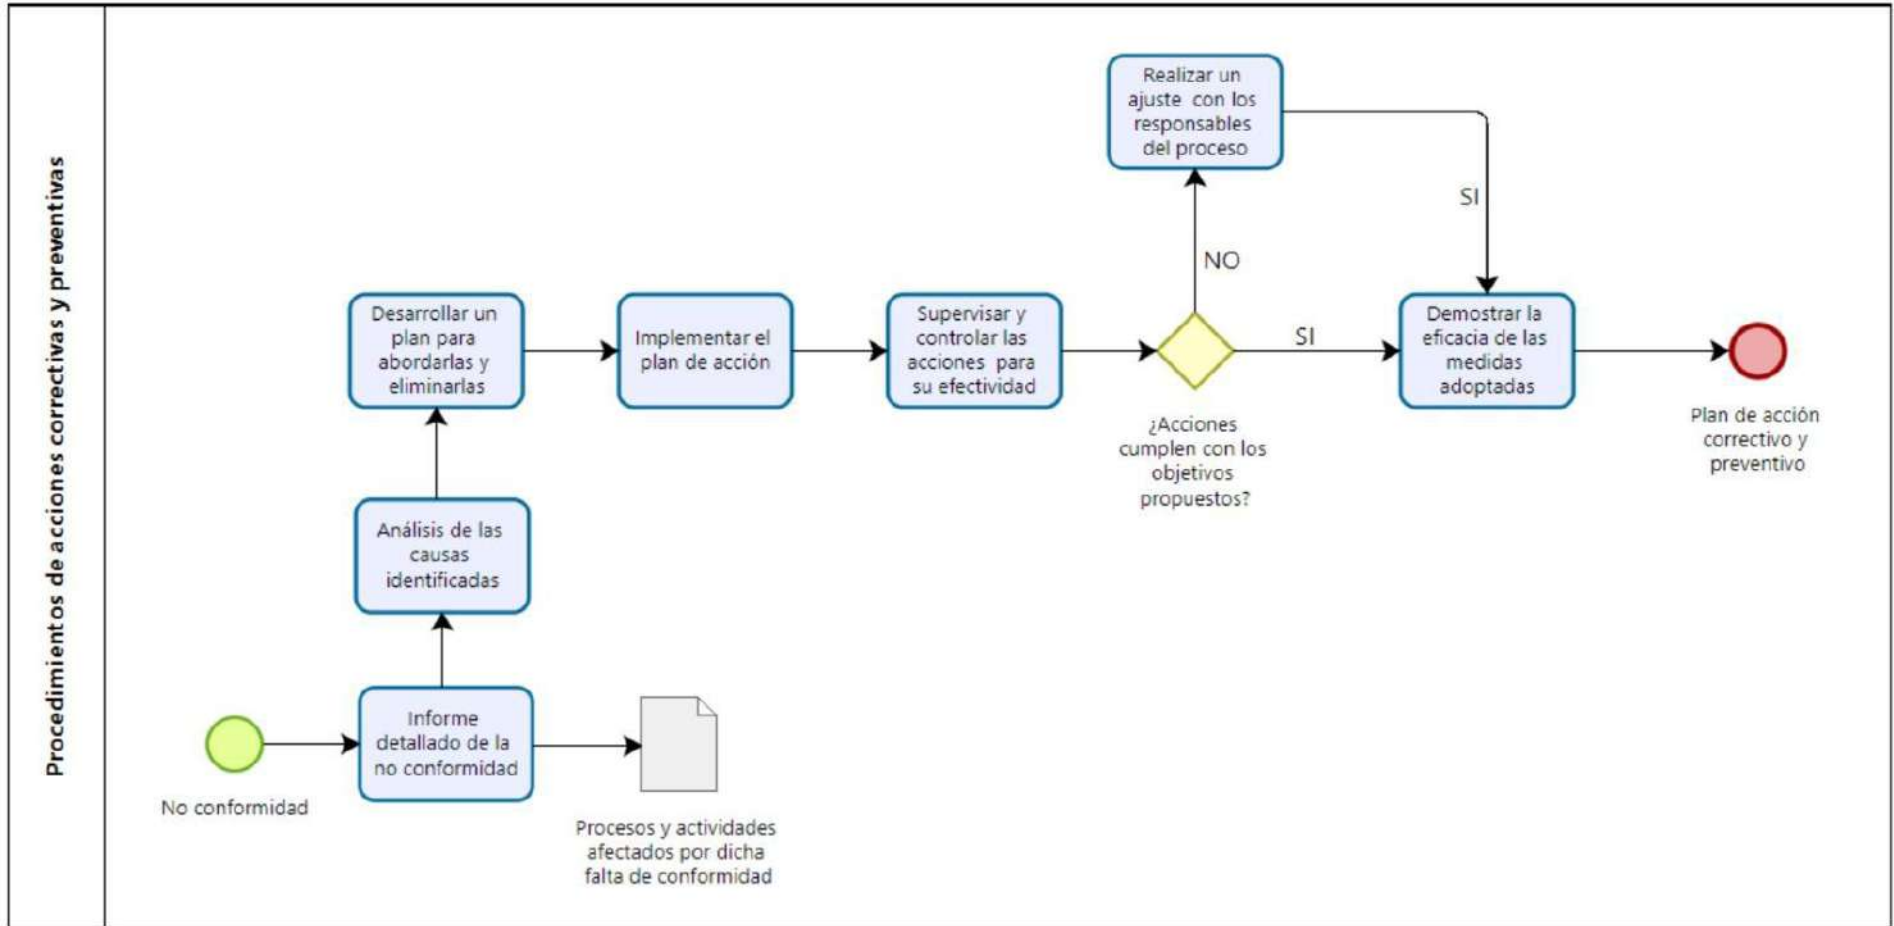 Procedimientos de acciones correctivas y preventivas
Realizar un
ajuste con los
responsables
del proceso
SI
NO
Desarrollar un
plan para
abordarlas y
eliminarlas
Implementar el
plan de acción
Supervisar y
controlar las
acciones para
su efectividad
SI
Demostrar la
eficacia de las
medidas
adoptadas
¿Acciones
cumplen con los
objetivos
propuestos?
Plan de acción
correctivo y
preventivo
Análisis de las
causas
identificadas
Informe
detallado de la
no conformidad
No conformidad
Procesos y actividades
afectados por dicha
falta de conformidad